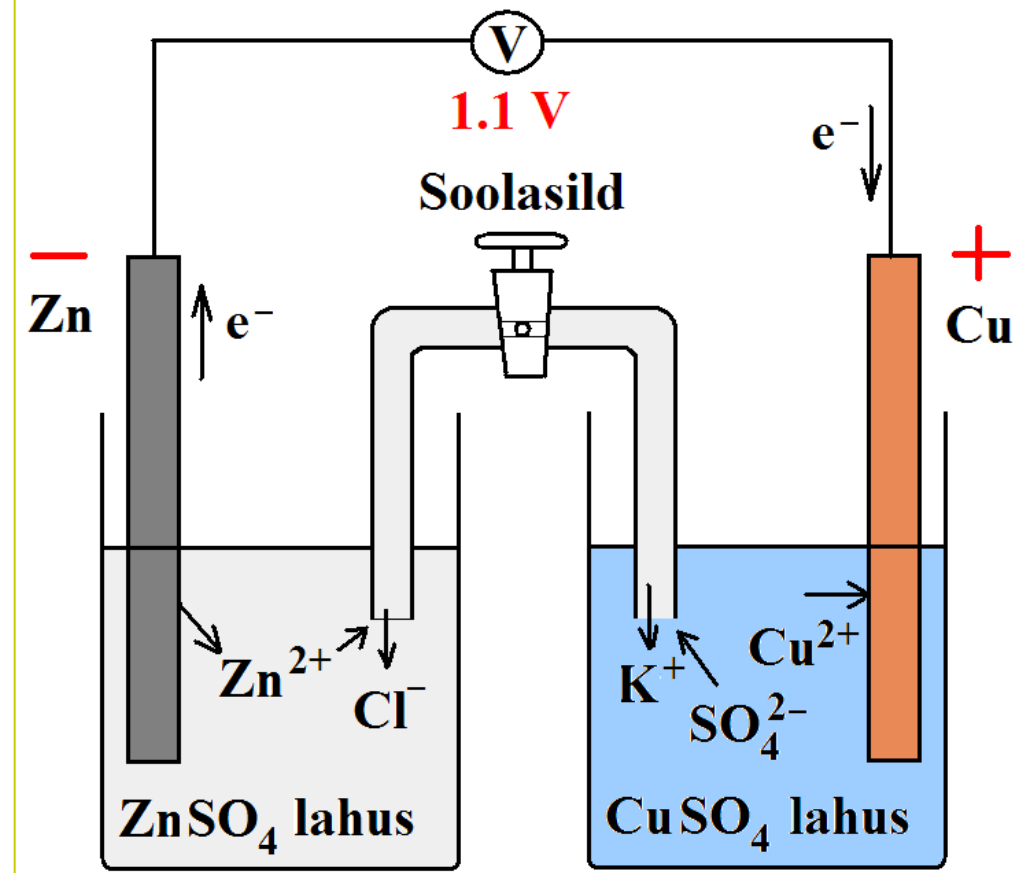 V
1.1 V
e⁻
Soolasild
−
+
Zn
e⁻
Cu
Zn²⁺
Cl⁻
K⁺
Cu²⁺
SO₄²⁻
ZnSO₄ lahus
CuSO₄ lahus